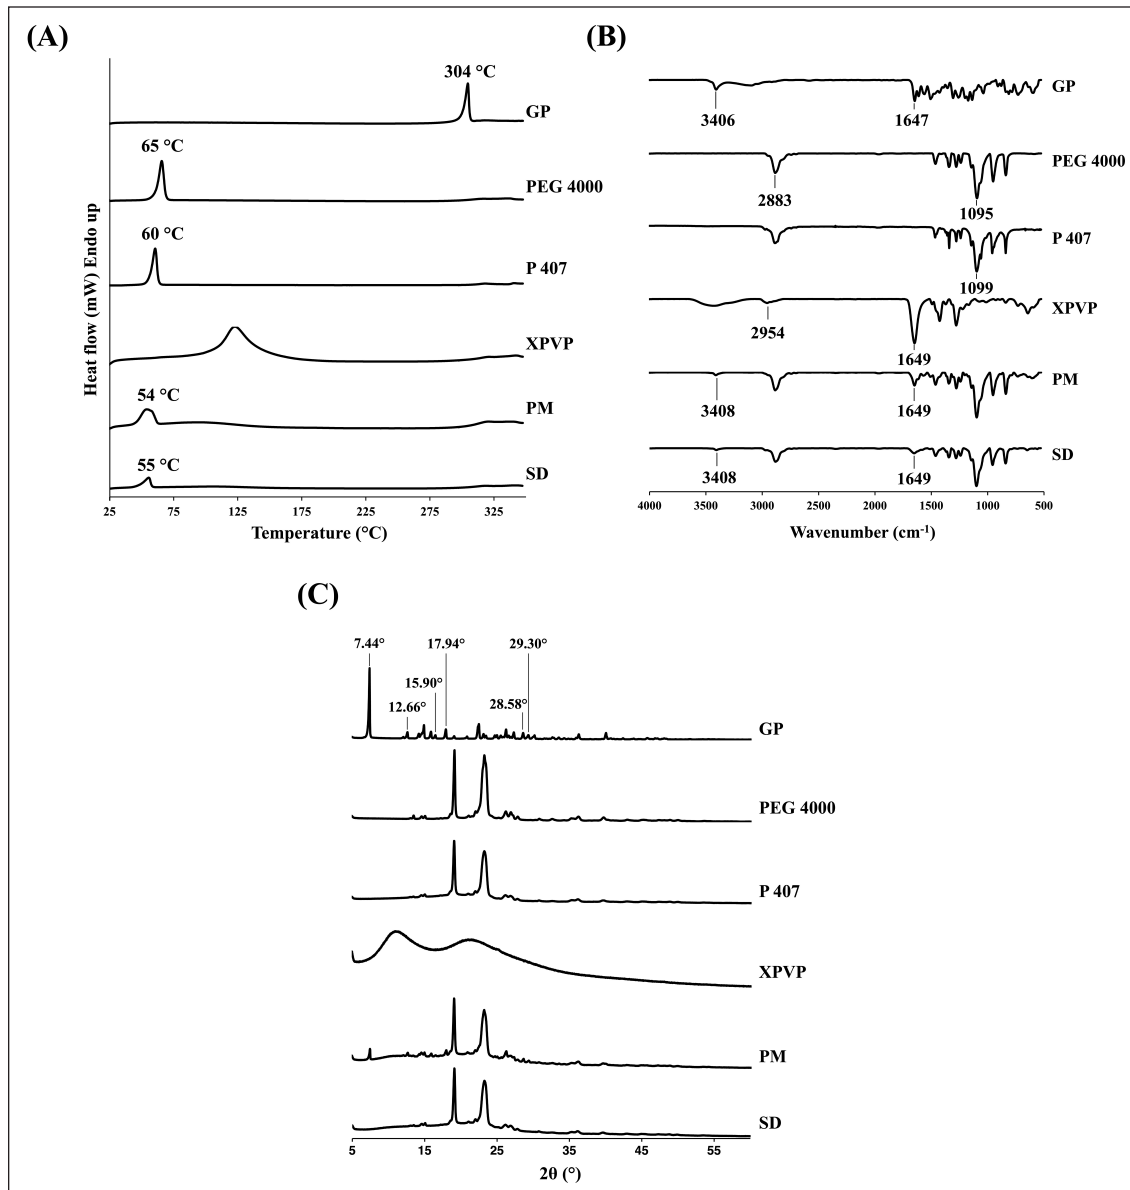 (A)
304 °C
GP
65 °C
PEG 4000
60 °C
P 407
XPVP
54 °C
PM
55 °C
SD
Heat flow (mW) Endo up
25 75 125 175 225 275 325
Temperature (°C)
(B)
GP
3406 1647
PEG 4000
2883 1095
P 407
1099
XPVP
2954 1649
PM
3408 1649
SD
3408 1649
4000 3500 3000 2500 2000 1500 1000 500
Wavenumber (cm-1)
(C)
7.44° 17.94° 29.30°
15.90°
12.66° 28.58°
GP
PEG 4000
P 407
XPVP
PM
SD
5 15 25 35 45 55
2θ (°)